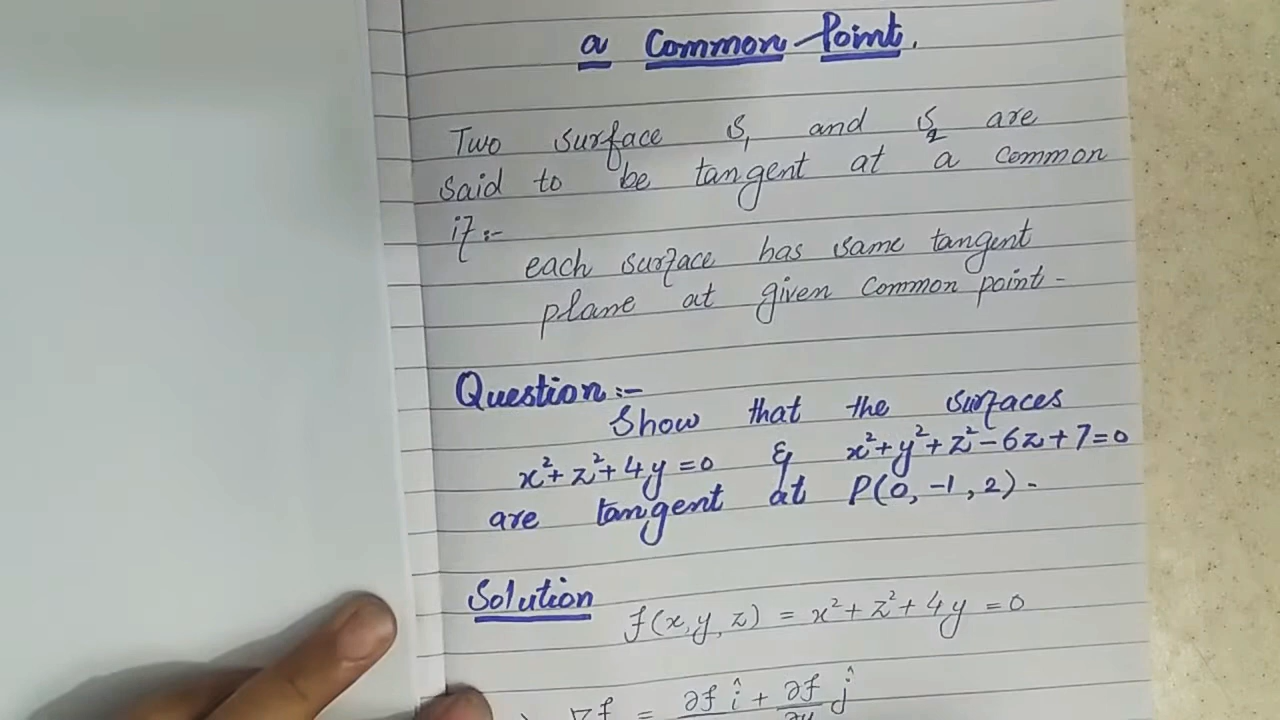 a Common Point.
Two surface S₁ and S₂ are
said to be tangent at a common
if :-
each surface has same tangent
plane at given common point -
Question :-
Show that the surfaces
x²+z²+4y=0 & x²+y²+z²-6z+7=0
are tangent at P(0,-1,2).
Solution
f(x,y,z) = x²+z²+4y=0
∇f = ∂f î + ∂f ĵ
∂y